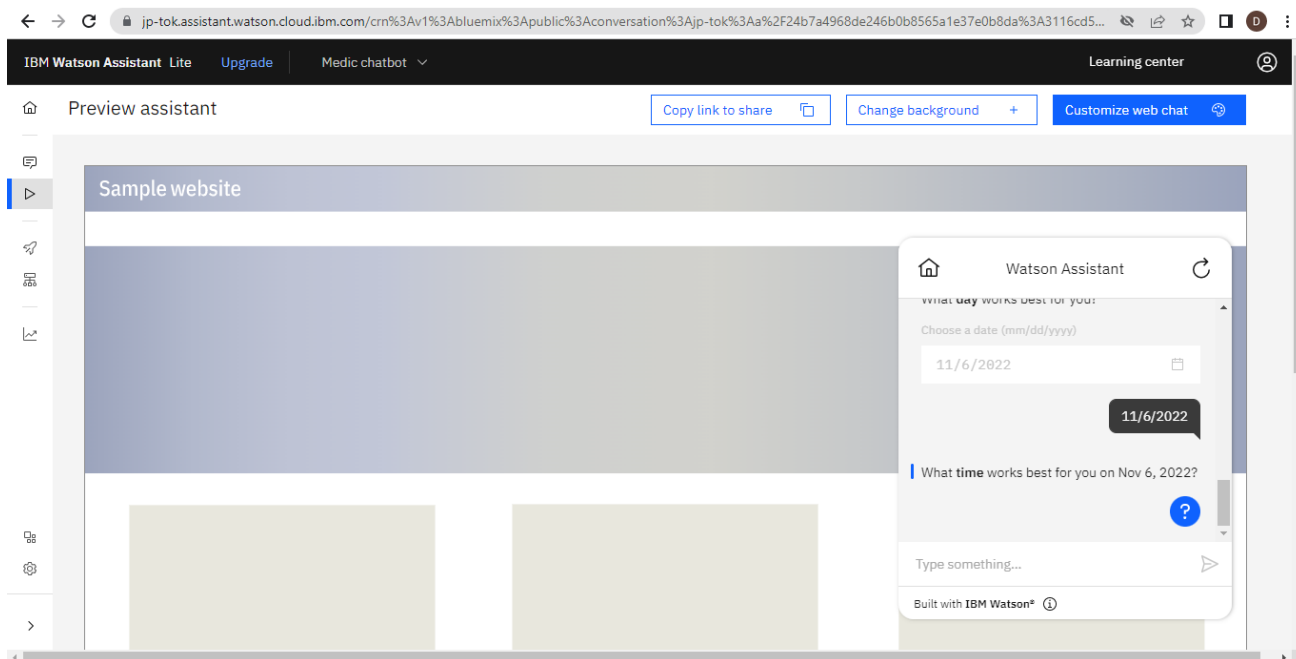 jp-tok.assistant.watson.cloud.ibm.com/crn%3Av1%3Abluemix%3Apublic%3Aconversation%3Ajp-tok%3Aa%2F24b7a4968de246b0b8565a1e37e0b8da%3A3116cd5...
D
IBM Watson Assistant Lite Upgrade Medic chatbot Learning center
Preview assistant Copy link to share Change background + Customize web chat
Sample website
Watson Assistant
What day works best for you?
Choose a date (mm/dd/yyyy)
11/6/2022
11/6/2022
What time works best for you on Nov 6, 2022?
?
Type something...
Built with IBM Watson®